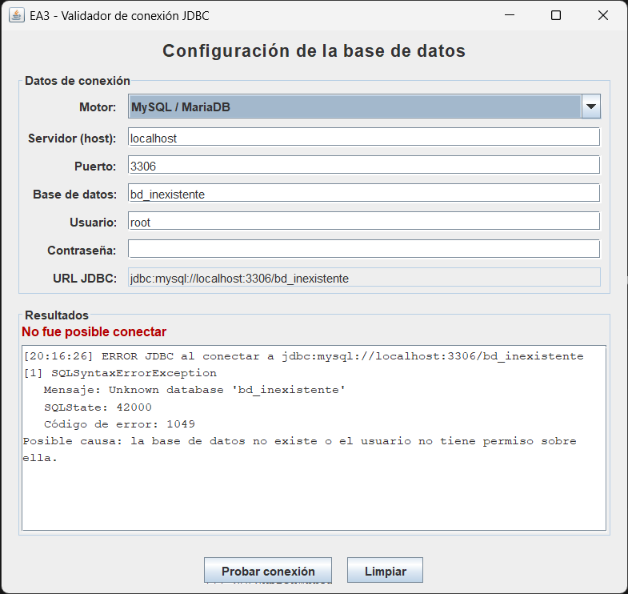 EA3 - Validador de conexión JDBC
Configuración de la base de datos
Datos de conexión
Motor: MySQL / MariaDB
Servidor (host): localhost
Puerto: 3306
Base de datos: bd_inexistente
Usuario: root
Contraseña:
URL JDBC: jdbc:mysql://localhost:3306/bd_inexistente
Resultados
No fue posible conectar
[20:16:26] ERROR JDBC al conectar a jdbc:mysql://localhost:3306/bd_inexistente
[1] SQLSyntaxErrorException
Mensaje: Unknown database 'bd_inexistente'
SQLState: 42000
Código de error: 1049
Posible causa: la base de datos no existe o el usuario no tiene permiso sobre
ella.
Probar conexión Limpiar